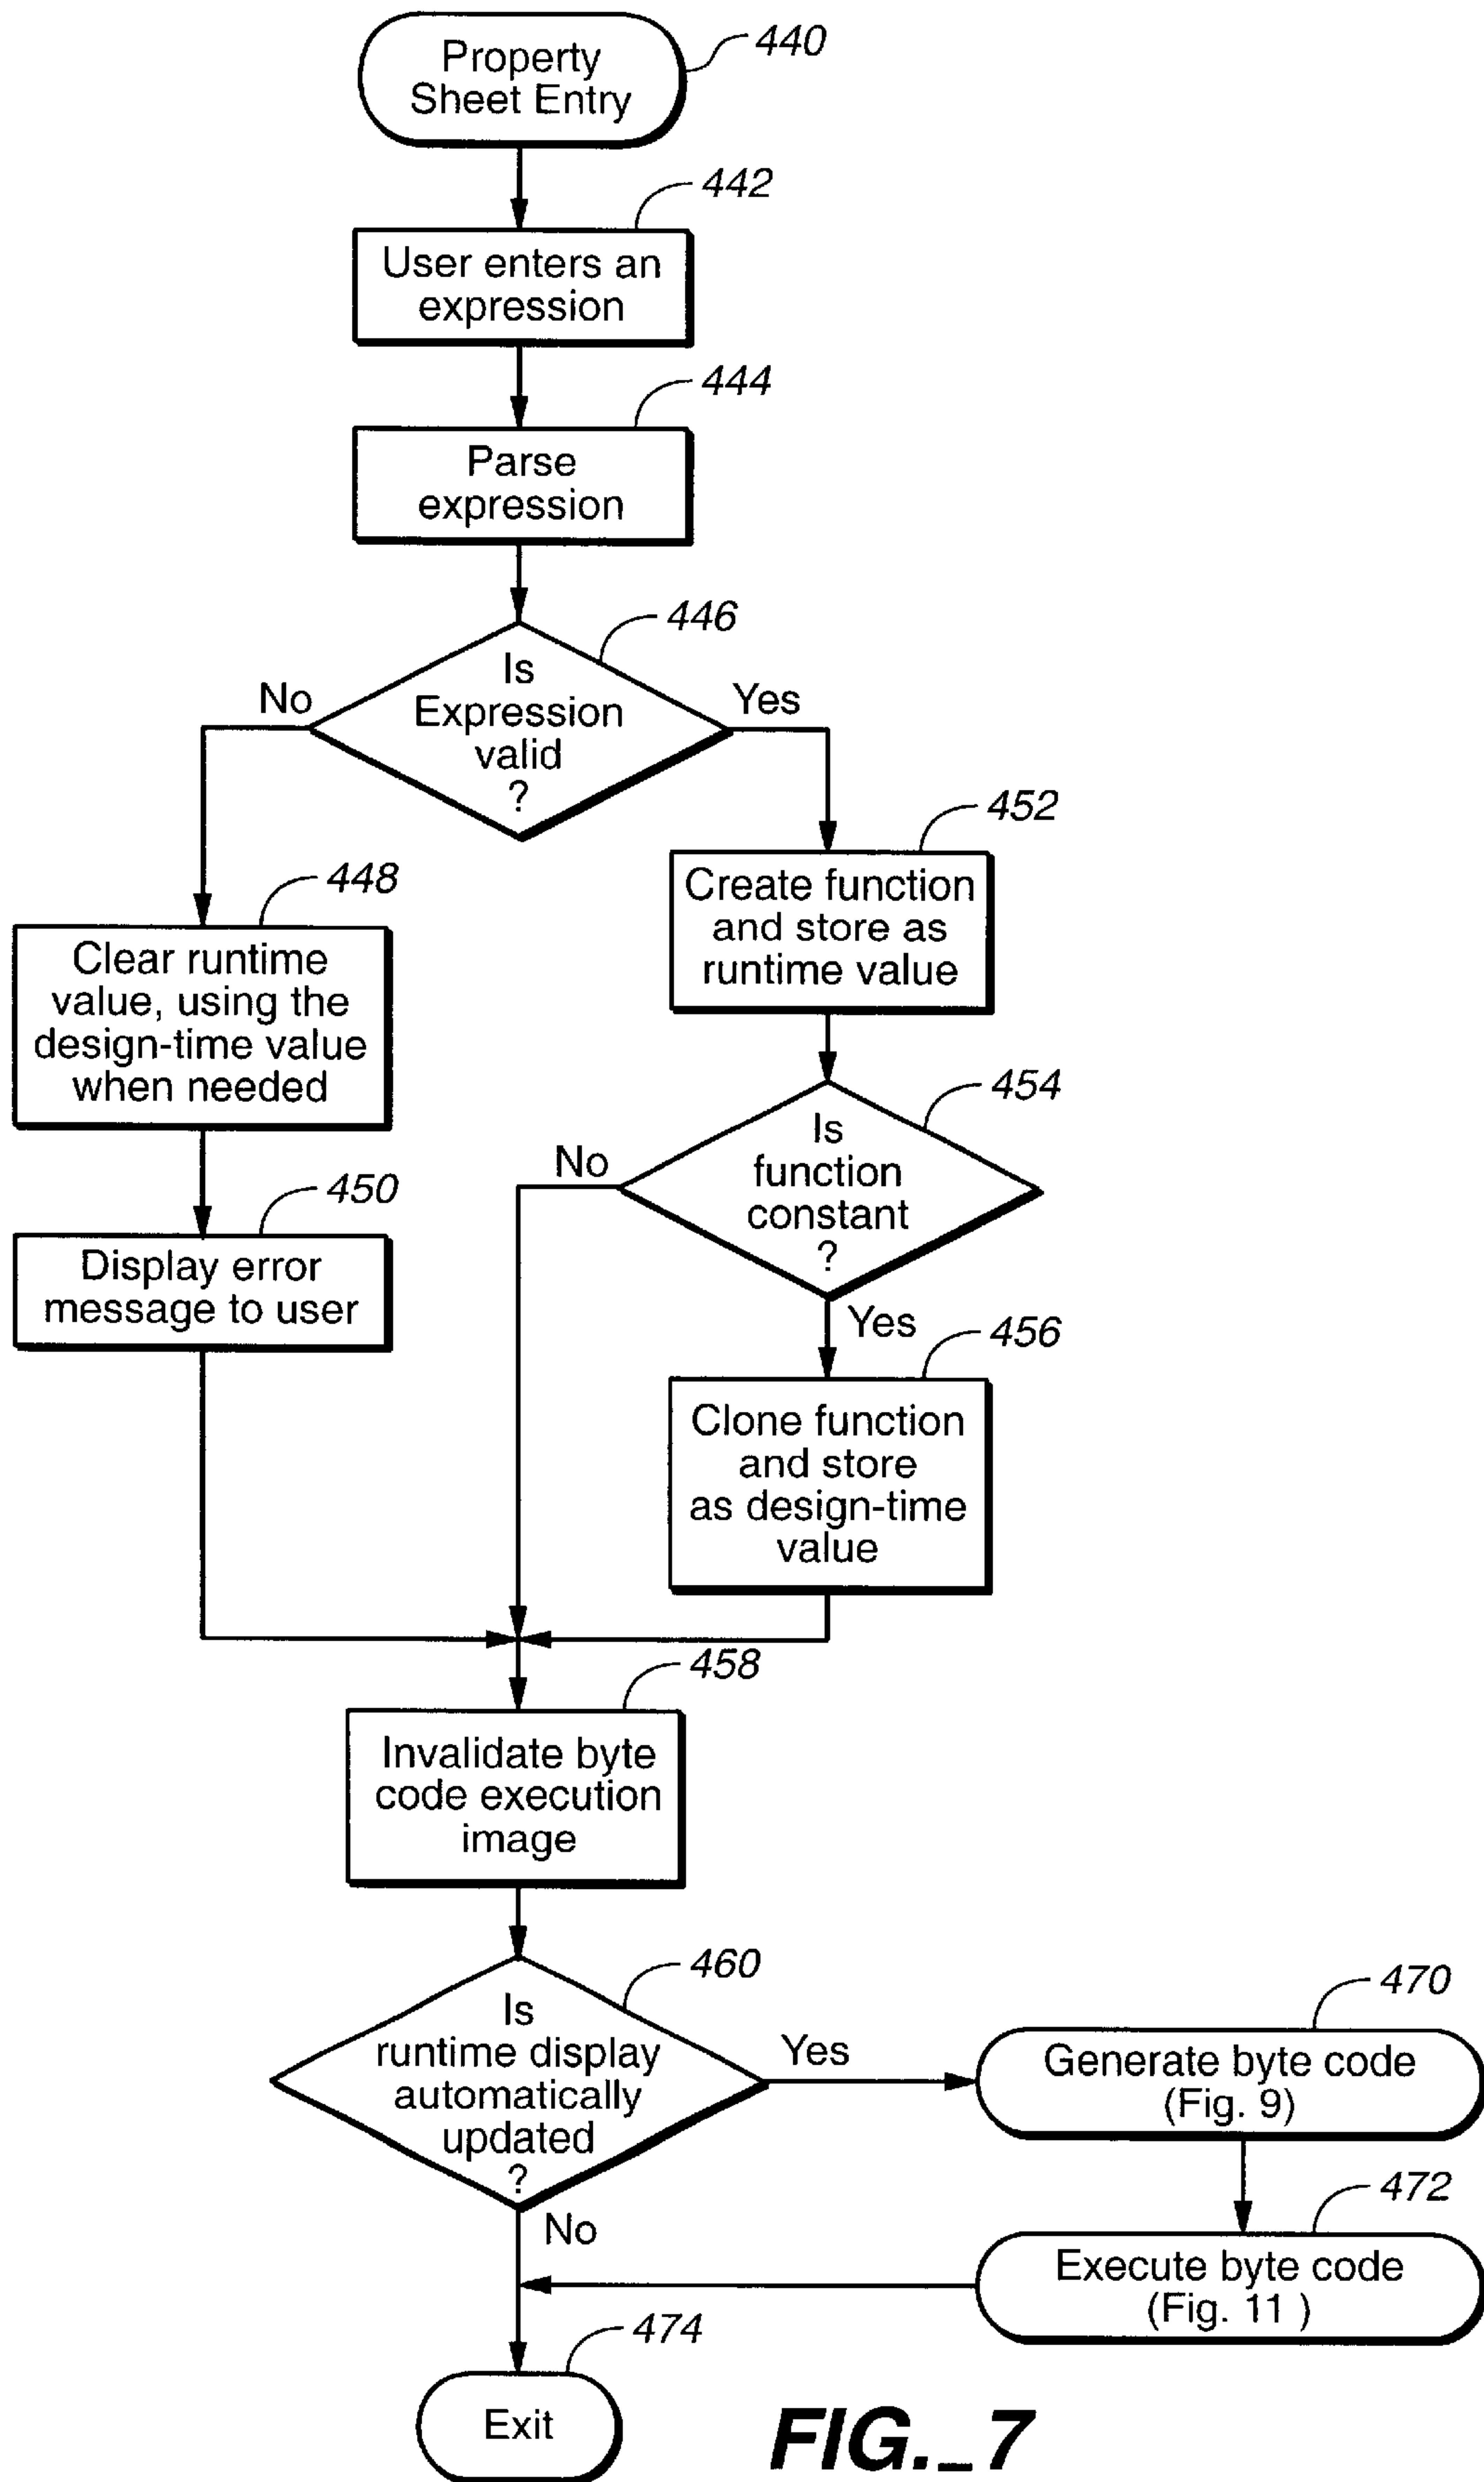 Property
Sheet Entry
440
442
User enters an
expression
444
Parse
expression
446
Is
Expression
valid
?
No
Yes
448
Clear runtime
value, using the
design-time value
when needed
450
Display error
message to user
452
Create function
and store as
runtime value
454
Is
function
constant
?
No
Yes
456
Clone function
and store
as design-time
value
458
Invalidate byte
code execution
image
460
Is
runtime display
automatically
updated
?
Yes
No
470
Generate byte code
(Fig. 9)
472
Execute byte code
(Fig. 11 )
474
Exit
FIG._7